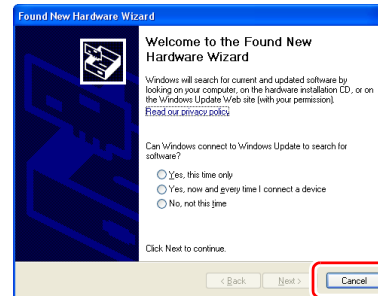 Found New Hardware Wizard
Welcome to the Found New
Hardware Wizard
Windows will search for current and updated software by
looking on your computer, on the hardware installation CD, or on
the Windows Update Web site (with your permission).
Read our privacy policy
Can Windows connect to Windows Update to search for
software?
Yes, this time only
Yes, now and every time I connect a device
No, not this time
Click Next to continue.
< Back Next > Cancel